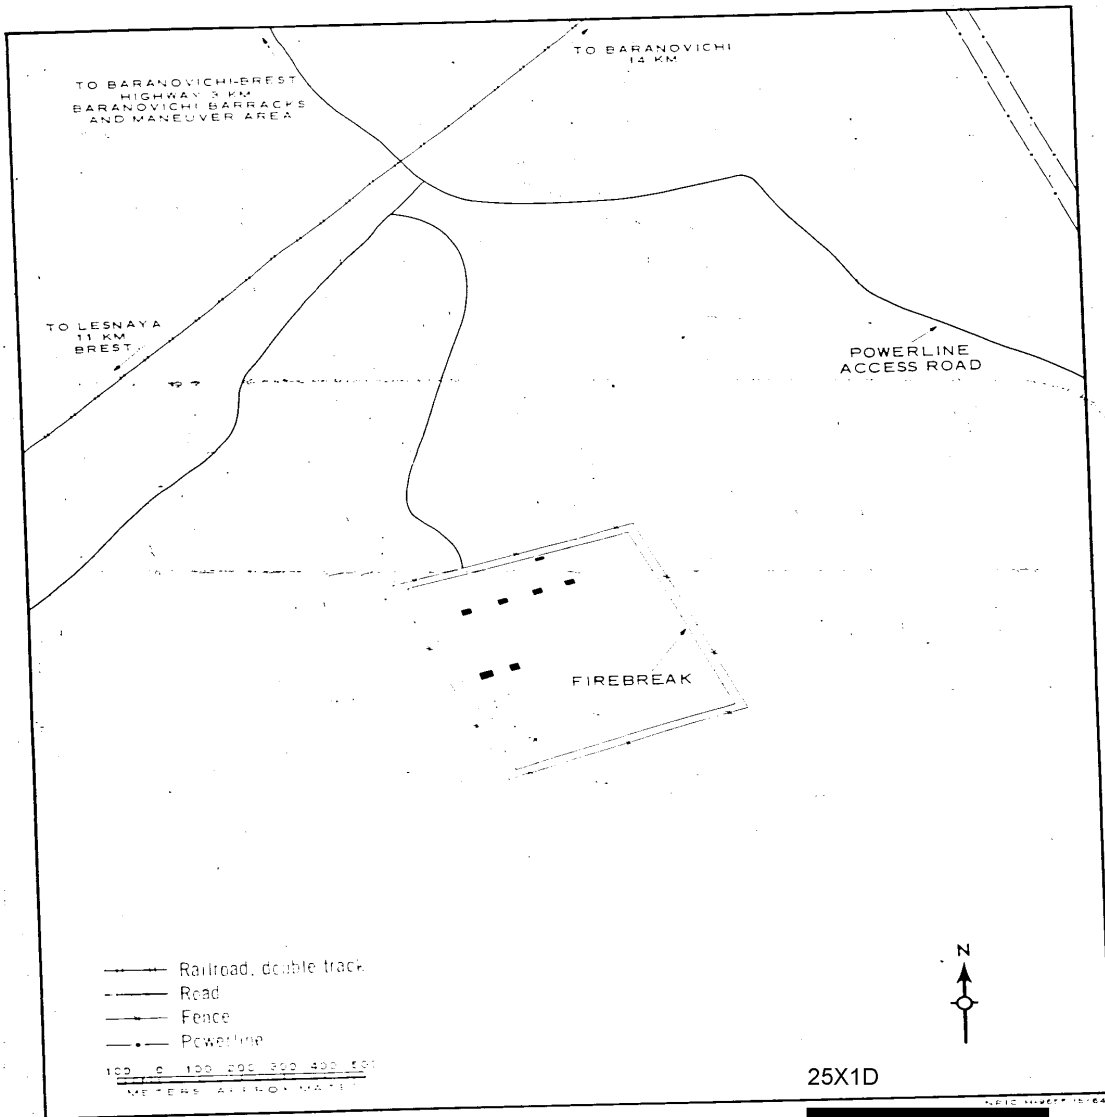 TO BARANOVICHI
14 KM
TO BARANOVICHI-BREST
HIGHWAY 3 KM
BARANOVICHI BARRACKS
AND MANEUVER AREA
TO LESNAYA
11 KM
BREST
POWERLINE
ACCESS ROAD
FIREBREAK
N
Railroad, double track
Road
Fence
Powerline
100 0 100 200 300 400 500
METERS APPROXIMATE
25X1D
NPIC